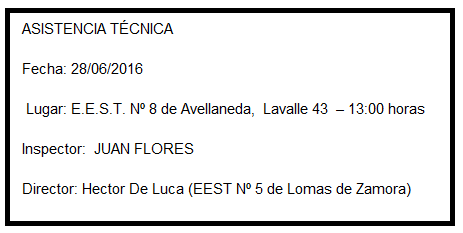 ASISTENCIA TÉCNICA
Fecha: 28/06/2016
Lugar: E.E.S.T. Nº 8 de Avellaneda,  Lavalle 43  – 13:00 horas
Inspector:  JUAN FLORES
Director: Hector De Luca (EEST Nº 5 de Lomas de Zamora)